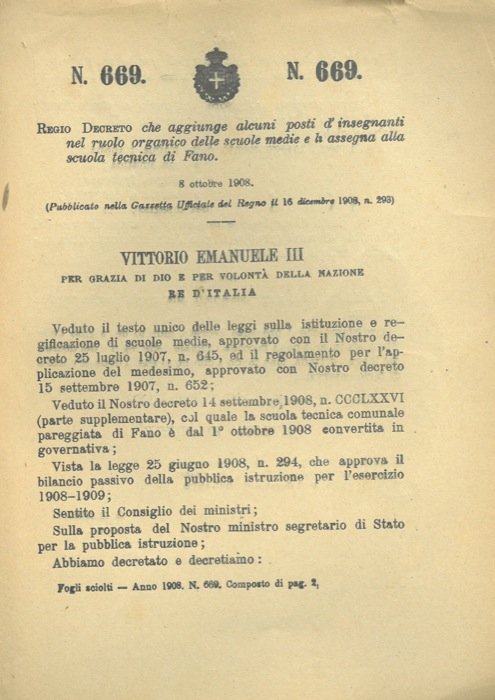 N. 669. N. 669.
REGIO DECRETO che aggiunge alcuni posti d'insegnanti
nel ruolo organico delle scuole medie e li assegna alla
scuola tecnica di Fano.
8 ottobre 1908.
(Pubblicato nella Gazzetta Ufficiale del Regno il 16 dicembre 1908, n. 293)
VITTORIO EMANUELE III
PER GRAZIA DI DIO E PER VOLONTÀ DELLA NAZIONE
RE D'ITALIA
Veduto il testo unico delle leggi sulla istituzione e re-
gificazione di scuole medie, approvato con il Nostro de-
creto 25 luglio 1907, n. 645, ed il regolamento per l'ap-
plicazione del medesimo, approvato con Nostro decreto
15 settembre 1907, n. 652;
Veduto il Nostro decreto 14 settembre 1908, n. CCCLXXVI
(parte supplementare), col quale la scuola tecnica comunale
pareggiata di Fano è dal 1° ottobre 1908 convertita in
governativa;
Vista la legge 25 giugno 1908, n. 294, che approva il
bilancio passivo della pubblica istruzione per l'esercizio
1908-1909;
Sentito il Consiglio dei ministri;
Sulla proposta del Nostro ministro segretario di Stato
per la pubblica istruzione;
Abbiamo decretato e decretiamo:
Fogli sciolti — Anno 1908. N. 669. Composto di pag. 2,